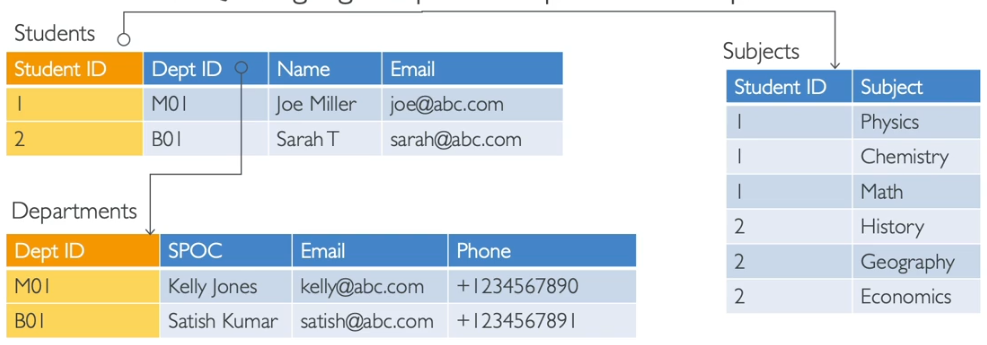 Students
Student ID Dept ID Name Email
1 M01 Joe Miller joe@abc.com
2 B01 Sarah T sarah@abc.com
Departments
Dept ID SPOC Email Phone
M01 Kelly Jones kelly@abc.com +1234567890
B01 Satish Kumar satish@abc.com +1234567891
Subjects
Student ID Subject
1 Physics
1 Chemistry
1 Math
2 History
2 Geography
2 Economics